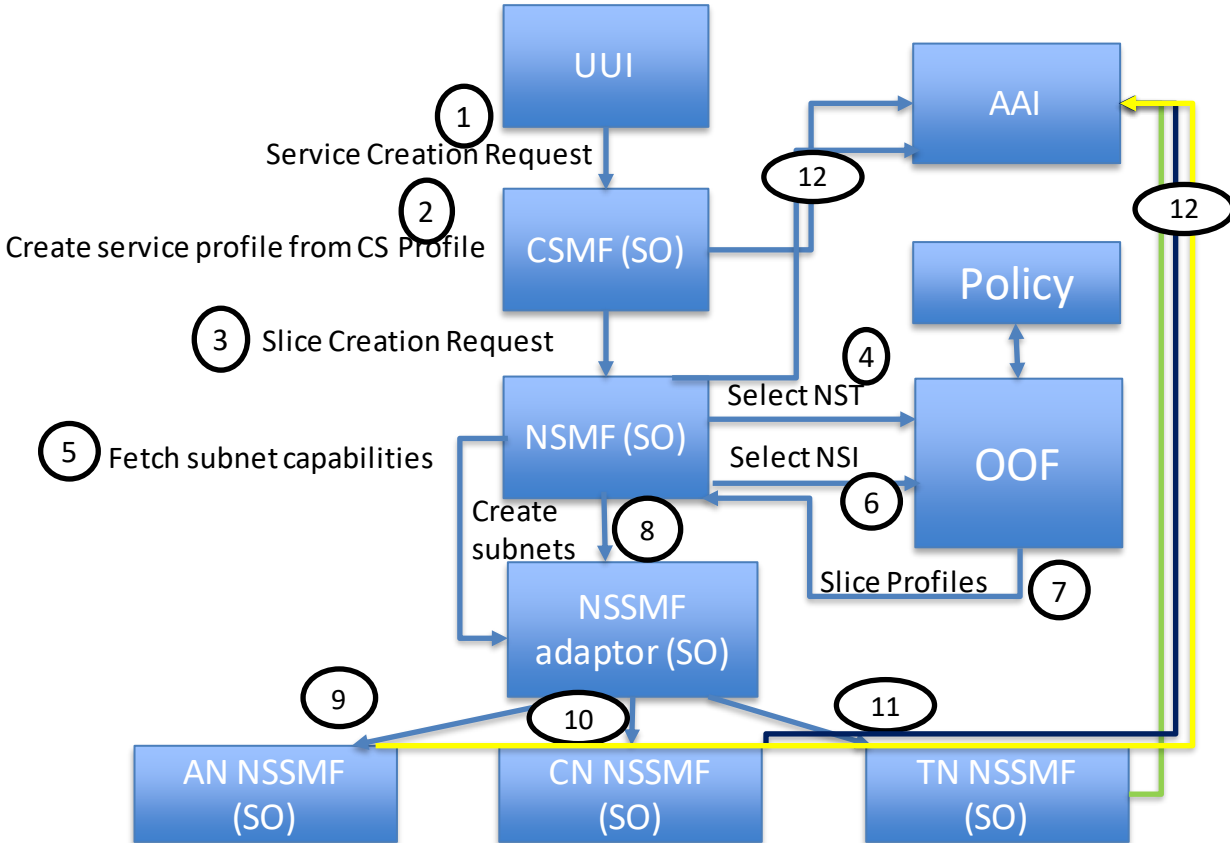 UUI
AAI
1
Service Creation Request
12
12
2
Create service profile from CS Profile
CSMF (SO)
Policy
3
Slice Creation Request
4
Select NST
NSMF (SO)
OOF
5
Fetch subnet capabilities
Select NSI
6
Create
subnets
8
Slice Profiles
7
NSSMF
adaptor (SO)
9
10
11
AN NSSMF
(SO)
CN NSSMF
(SO)
TN NSSMF
(SO)